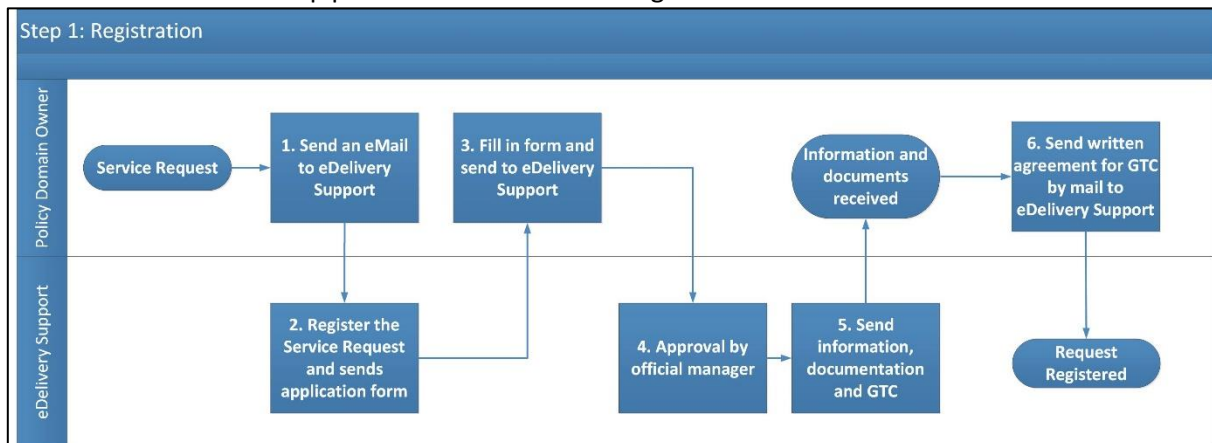 Step 1: Registration
Policy Domain Owner
Service Request
1. Send an eMail
to eDelivery
Support
3. Fill in form and
send to eDelivery
Support
Information and
documents
received
6. Send written
agreement for GTC
by mail to
eDelivery Support
eDelivery Support
2. Register the
Service Request
and sends
application form
4. Approval by
official manager
5. Send
information,
documentation
and GTC
Request
Registered